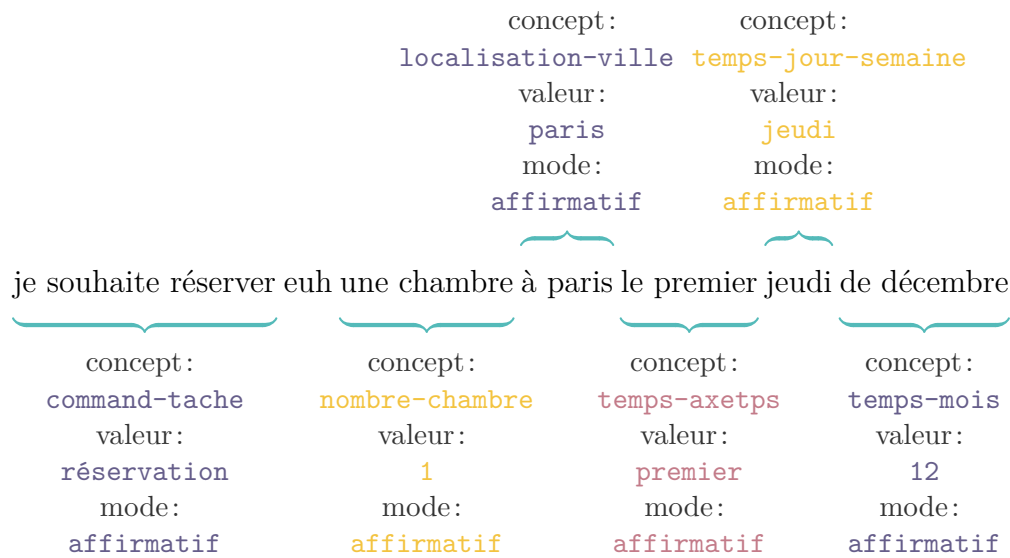 concept : concept :
localisation-ville temps-jour-semaine
valeur : valeur :
paris jeudi
mode : mode :
affirmatif affirmatif
je souhaite réserver euh une chambre à paris le premier jeudi de décembre
concept : concept : concept : concept :
command-tache nombre-chambre temps-axetps temps-mois
valeur : valeur : valeur : valeur :
réservation 1 premier 12
mode : mode : mode : mode :
affirmatif affirmatif affirmatif affirmatif